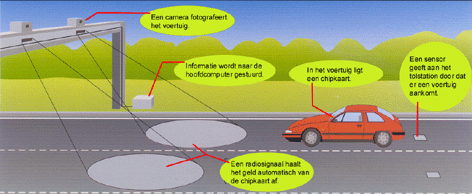 Een camera fotografeert
het voertuig.
Informatie wordt naar de
hoofdcomputer gestuurd.
In het voertuig ligt
een chipkaart.
Een sensor
geeft aan het
tolstation door dat
er een voertuig
aankomt.
Een radiosignaal haalt
het geld automatisch van
de chipkaart af.